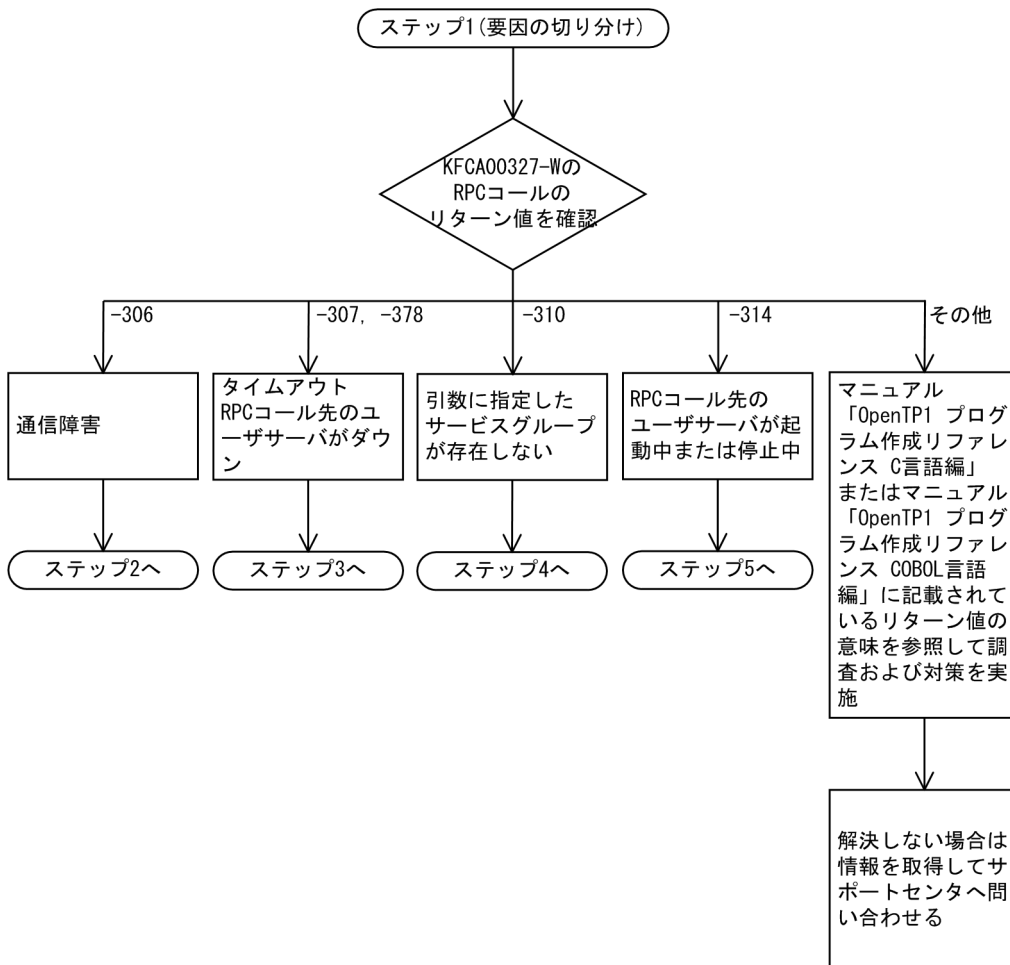 ステップ1(要因の切り分け)
KFCA00327-Wの
RPCコールの
リターン値を確認
-306
-307, -378
-310
-314
その他
通信障害
タイムアウト
RPCコール先のユ
ーザサーバがダウ
ン
引数に指定した
サービスグループ
が存在しない
RPCコール先の
ユーザサーバが起
動中または停止中
マニュアル
「OpenTP1 プログ
ラム作成リファレ
ンス C言語編」
またはマニュアル
「OpenTP1 プログ
ラム作成リファレ
ンス COBOL言語
編」に記載されて
いるリターン値の
意味を参照して調
査および対策を実
施
ステップ2へ
ステップ3へ
ステップ4へ
ステップ5へ
解決しない場合は
情報を取得してサ
ポートセンタへ問
い合わせる